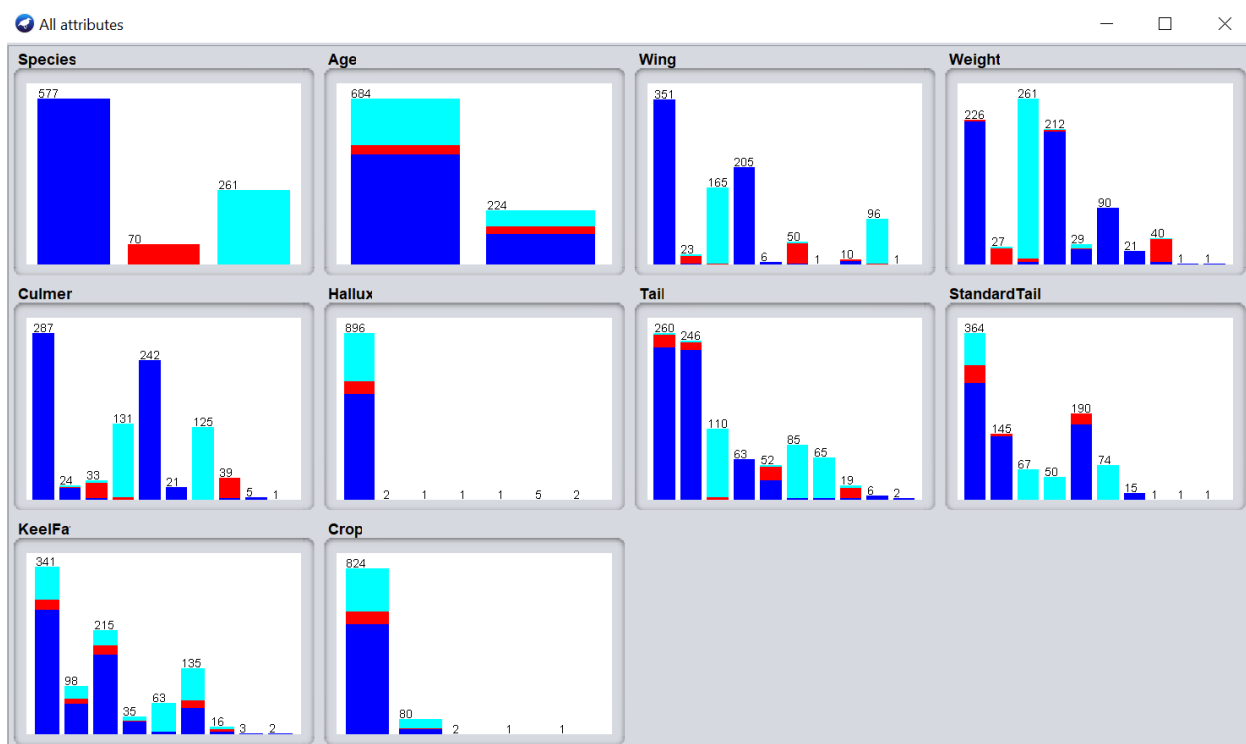 All attributes
Species Age Wing Weight
577 70 261
684 224
351 23 165 205 6 50 1 10 96 1
226 27 261 212 29 90 21 40 1 1
Culmer Hallux Tail StandardTail
287 24 33 131 242 21 125 39 5 1
896 2 1 1 1 5 2
260 246 110 63 52 85 65 19 6 2
364 145 67 50 190 74 15 1 1 1
KeelFa Crop
341 98 215 35 63 135 16 3 2
824 80 2 1 1